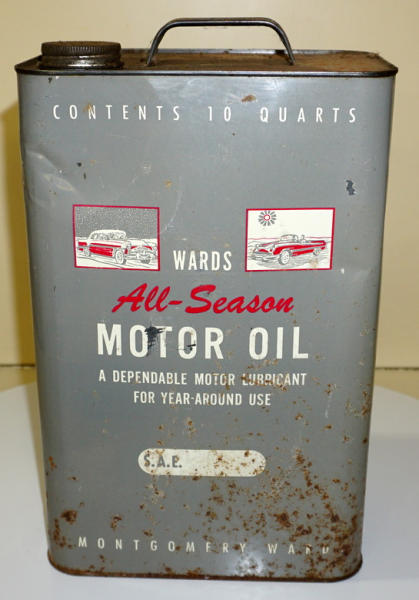 CONTENTS 10 QUARTS
WARDS
All-Season
MOTOR OIL
A DEPENDABLE MOTOR LUBRICANT
FOR YEAR-AROUND USE
S.A.E.
MONTGOMERY WARD